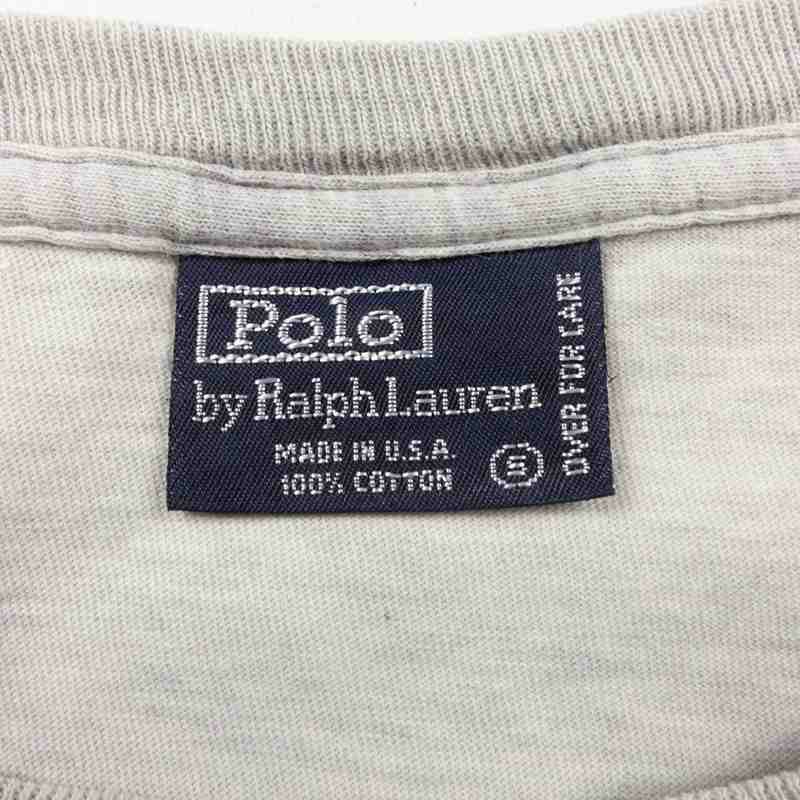 Polo
by Ralph Lauren
MADE IN U.S.A.
100% COTTON
S
OVER FOR CARE